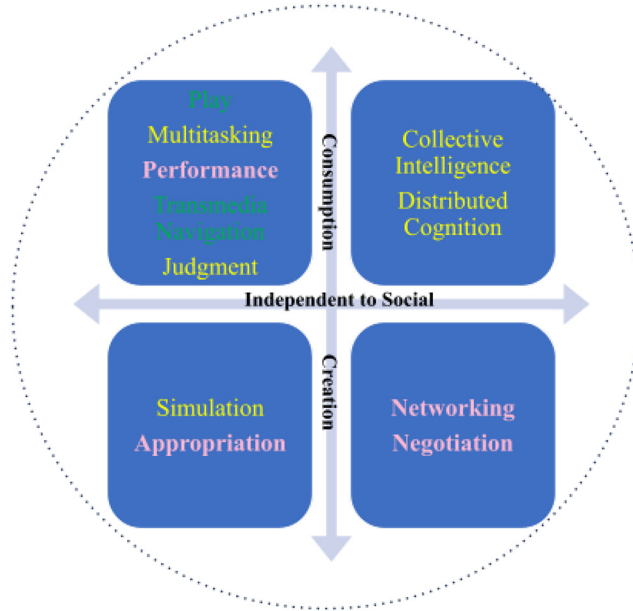 Play
Multitasking
Performance
Transmedia
Navigation
Judgment
Collective
Intelligence
Distributed
Cognition
Consumption
Independent to Social
Creation
Simulation
Appropriation
Networking
Negotiation